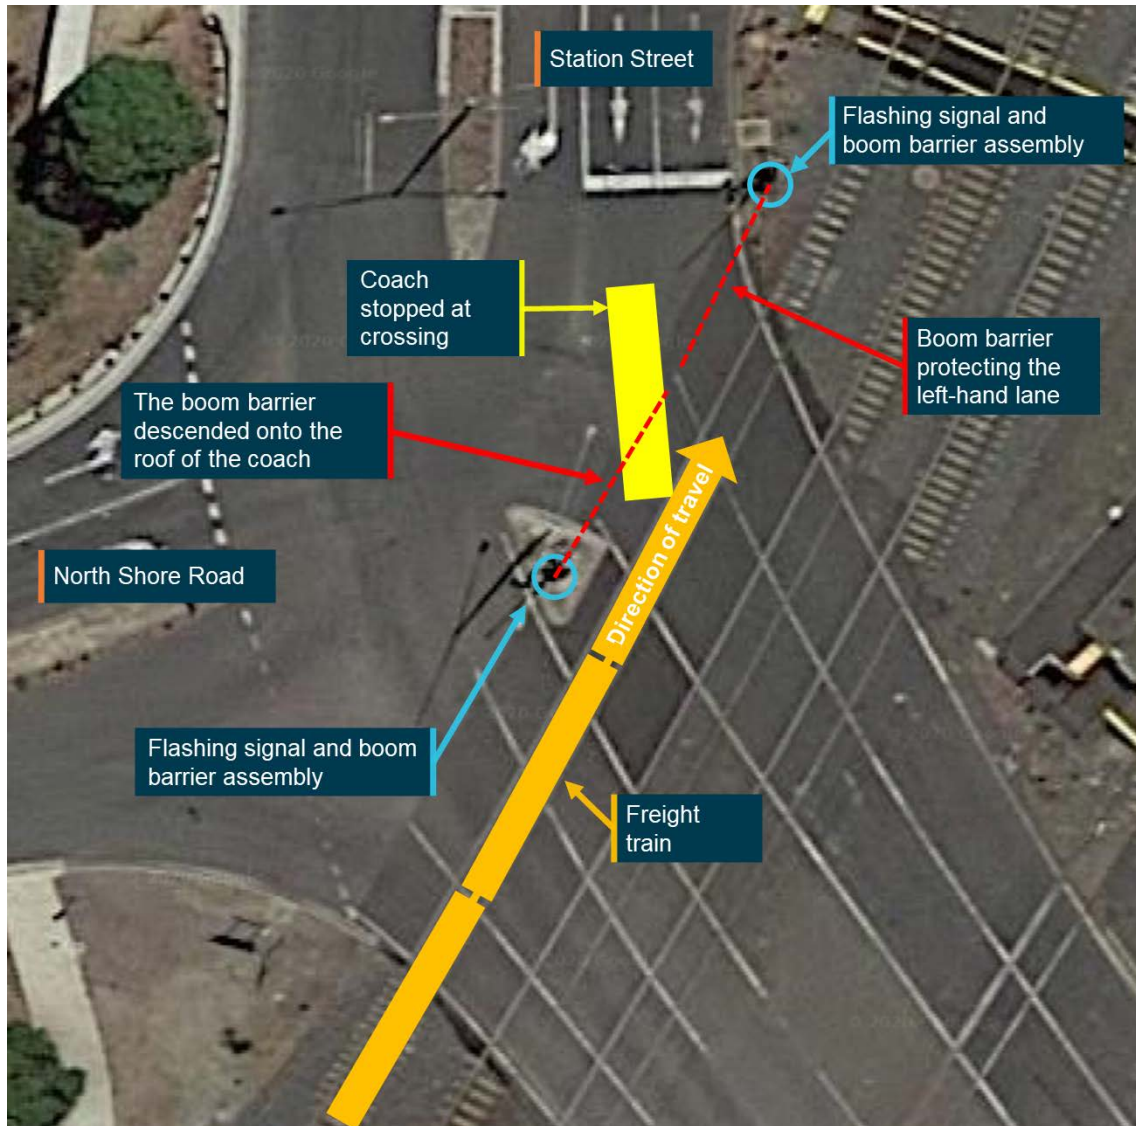 Station Street
Flashing signal and
boom barrier assembly
Coach
stopped at
crossing
Boom barrier
protecting the
left-hand lane
The boom barrier
descended onto the
roof of the coach
Direction of travel
North Shore Road
Flashing signal and boom
barrier assembly
Freight
train